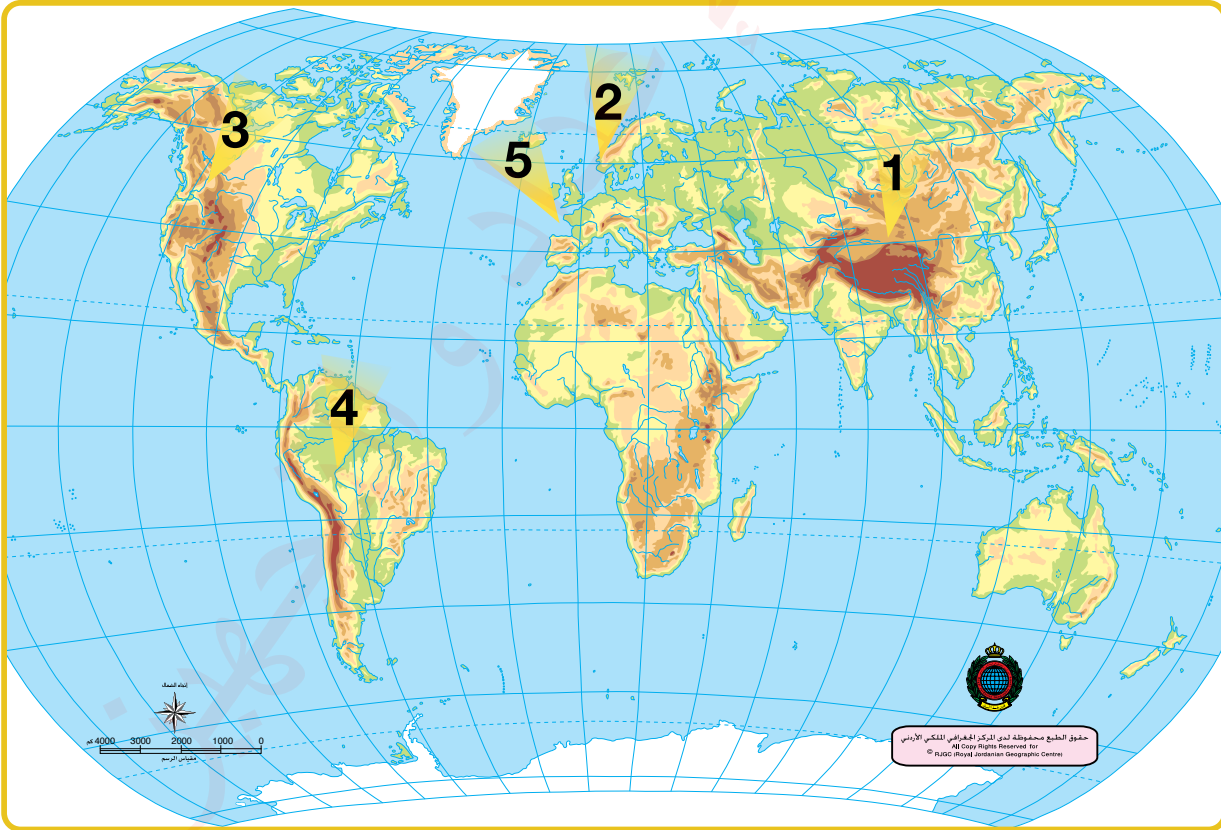 2
3
5
1
4
إتجاه الشمال
4000 3000 2000 1000 0 كم
مقياس الرسم
حقوق الطبع محفوظة لدى المركز الجغرافي الملكي الأردني
All Copy Rights Reserved for
© RJGC (Royal Jordanian Geographic Centre)